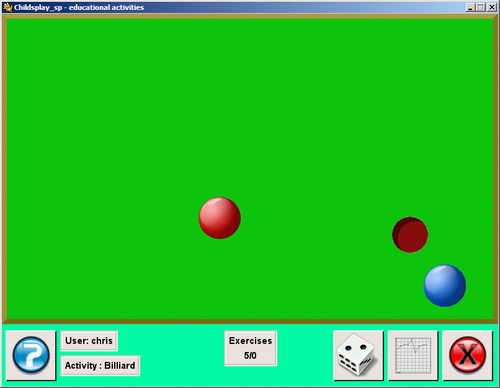 Childsplay_sp - educational activities
User: chris
Activity : Billiard
Exercises
5/0